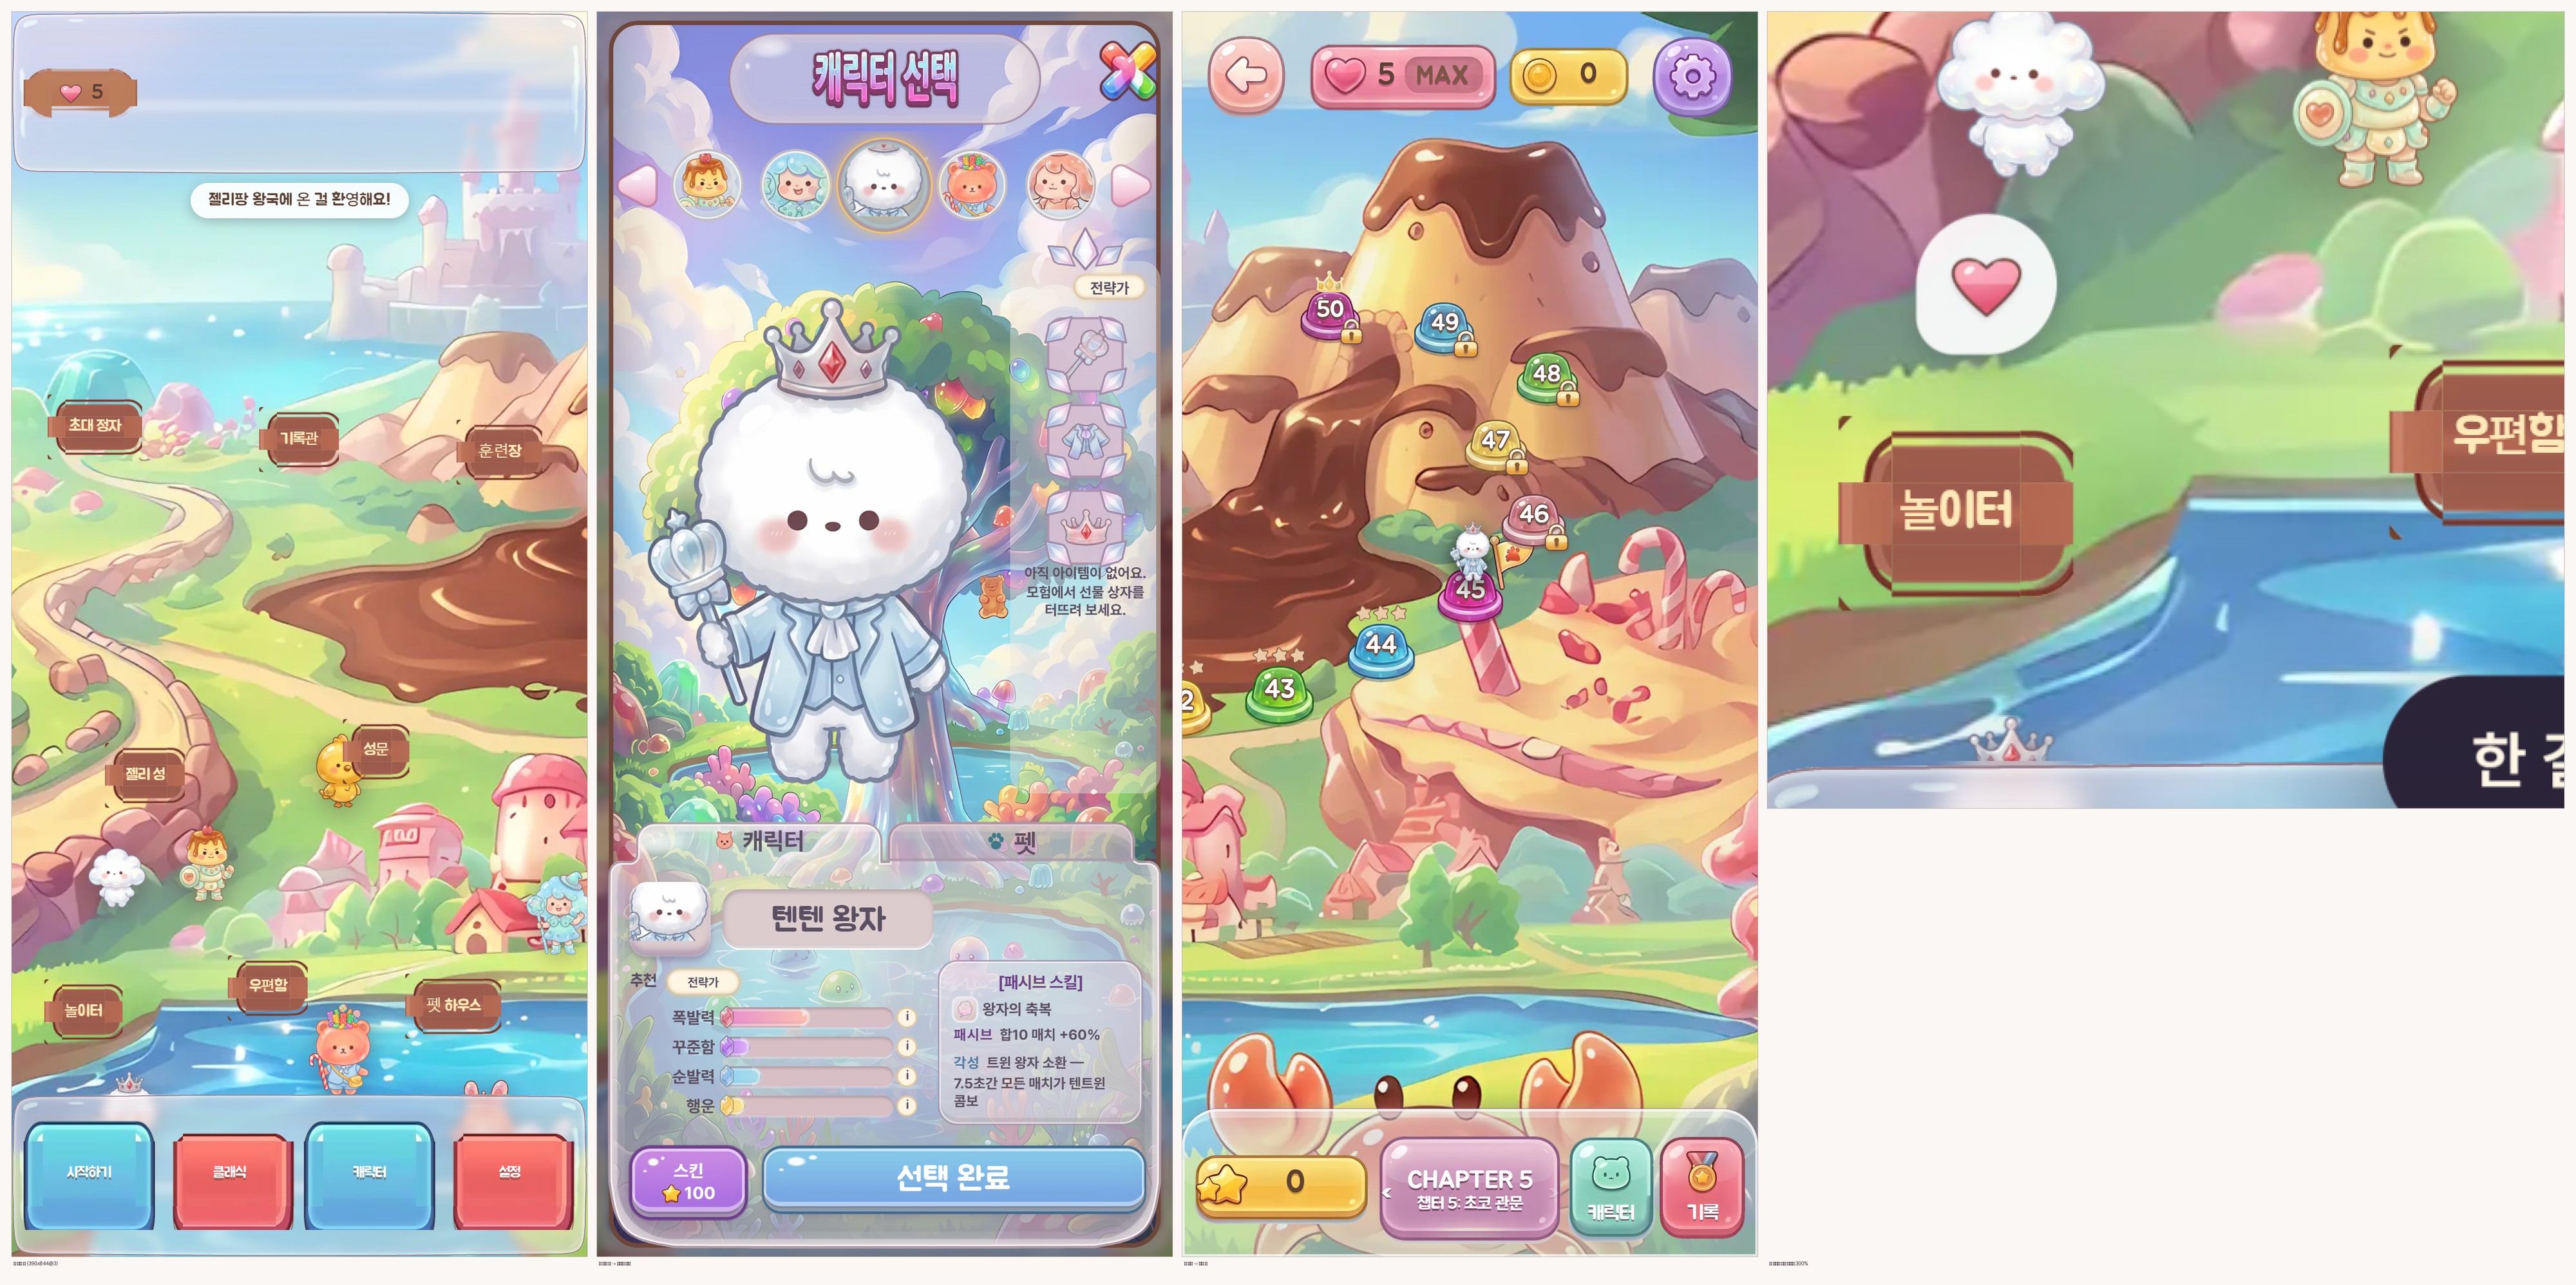 5
젤리팡 왕국에 온 걸 환영해요!
초대 정자
기록관
훈련장
성문
젤리 성
우편함
놀이터
펫 하우스
시작하기
클래식
캐릭터
설정
캐릭터 선택
전략가
아직 아이템이 없어요.
모험에서 선물 상자를
터뜨려 보세요.
캐릭터
펫
텐텐 왕자
추천 전략가
폭발력 i
꾸준함 i
순발력 i
행운 i
[패시브 스킬]
왕자의 축복
패시브 합10 매치 +60%
각성 트윈 왕자 소환 —
7.5초간 모든 매치가 텐트윈
콤보
스킨
100
선택 완료
5 MAX
0
50
49
48
47
46
45
44
43
2
0
CHAPTER 5
챕터 5: 초코 관문
캐릭터
기록
우편함
놀이터
한